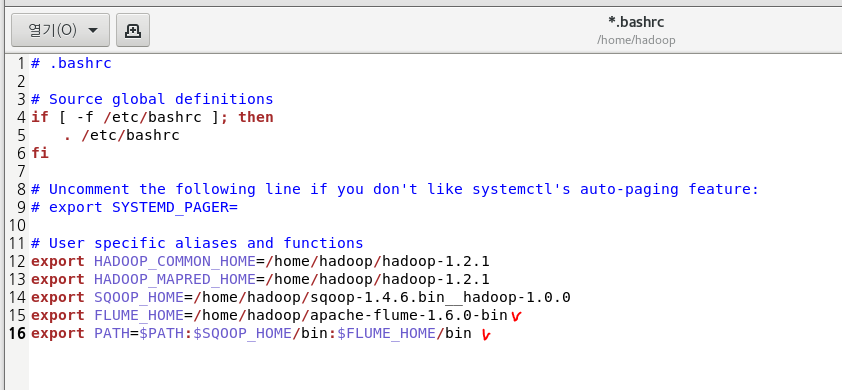 열기(O)
*.bashrc
/home/hadoop
1 # .bashrc
2
3 # Source global definitions
4 if [ -f /etc/bashrc ]; then
5     . /etc/bashrc
6 fi
7
8 # Uncomment the following line if you don't like systemctl's auto-paging feature:
9 # export SYSTEMD_PAGER=
10
11 # User specific aliases and functions
12 export HADOOP_COMMON_HOME=/home/hadoop/hadoop-1.2.1
13 export HADOOP_MAPRED_HOME=/home/hadoop/hadoop-1.2.1
14 export SQOOP_HOME=/home/hadoop/sqoop-1.4.6.bin__hadoop-1.0.0
15 export FLUME_HOME=/home/hadoop/apache-flume-1.6.0-bin
16 export PATH=$PATH:$SQOOP_HOME/bin:$FLUME_HOME/bin